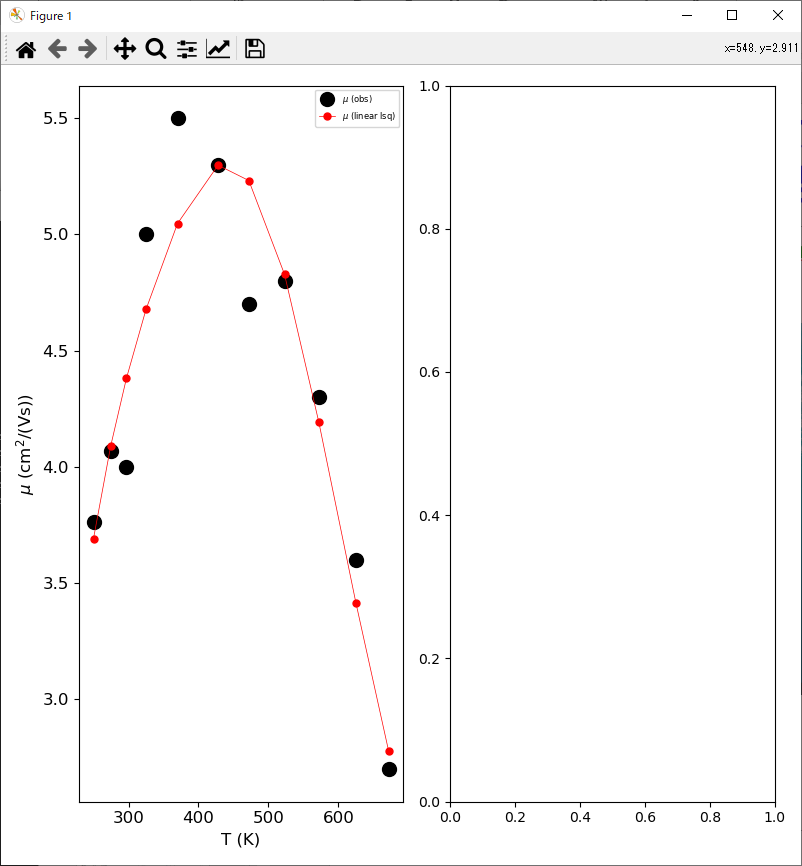 Figure 1
x=548. y=2.911
μ (obs)
μ (linear lsq)
5.5
5.0
4.5
4.0
3.5
3.0
μ (cm²/(Vs))
300 400 500 600
T (K)
1.0
0.8
0.6
0.4
0.2
0.0
0.0 0.2 0.4 0.6 0.8 1.0